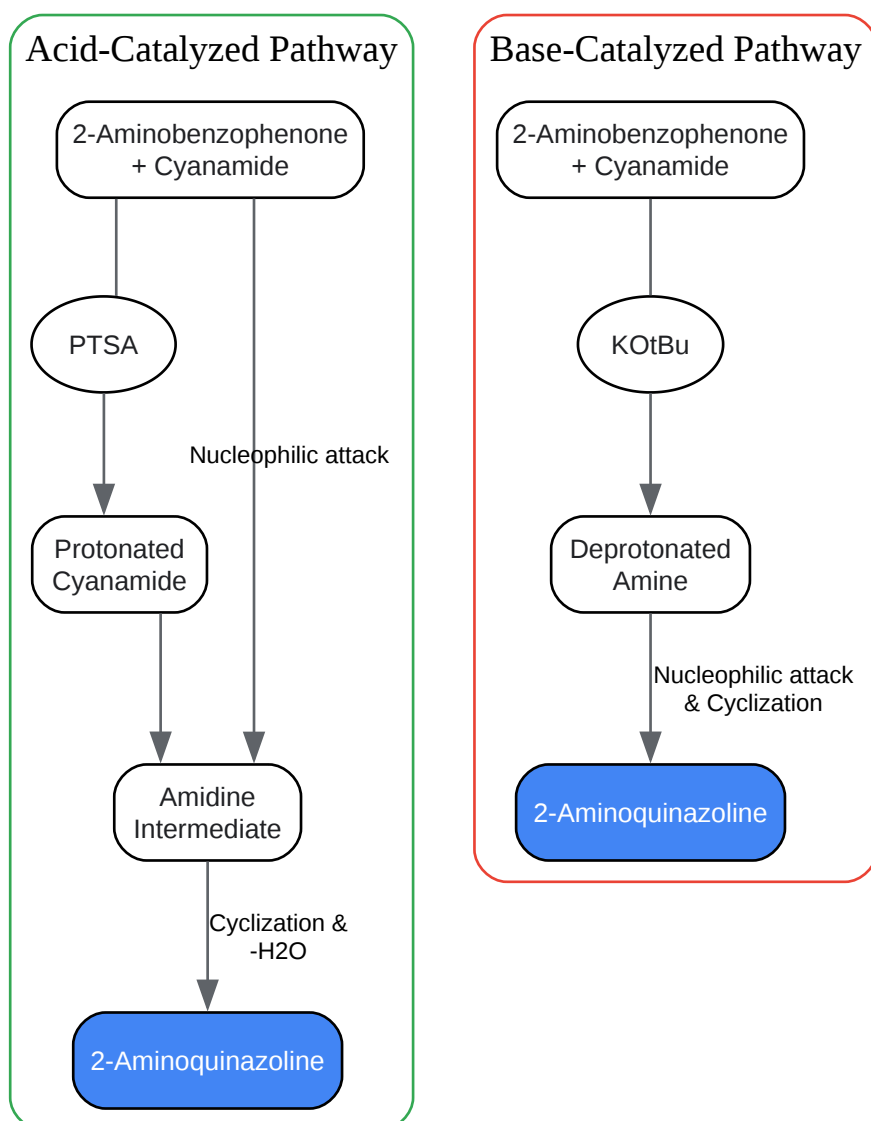 Acid-Catalyzed Pathway
2-Aminobenzophenone
+ Cyanamide
PTSA
Nucleophilic attack
Protonated
Cyanamide
Amidine
Intermediate
Cyclization &
-H2O
2-Aminoquinazoline
Base-Catalyzed Pathway
2-Aminobenzophenone
+ Cyanamide
KOtBu
Deprotonated
Amine
Nucleophilic attack
& Cyclization
2-Aminoquinazoline